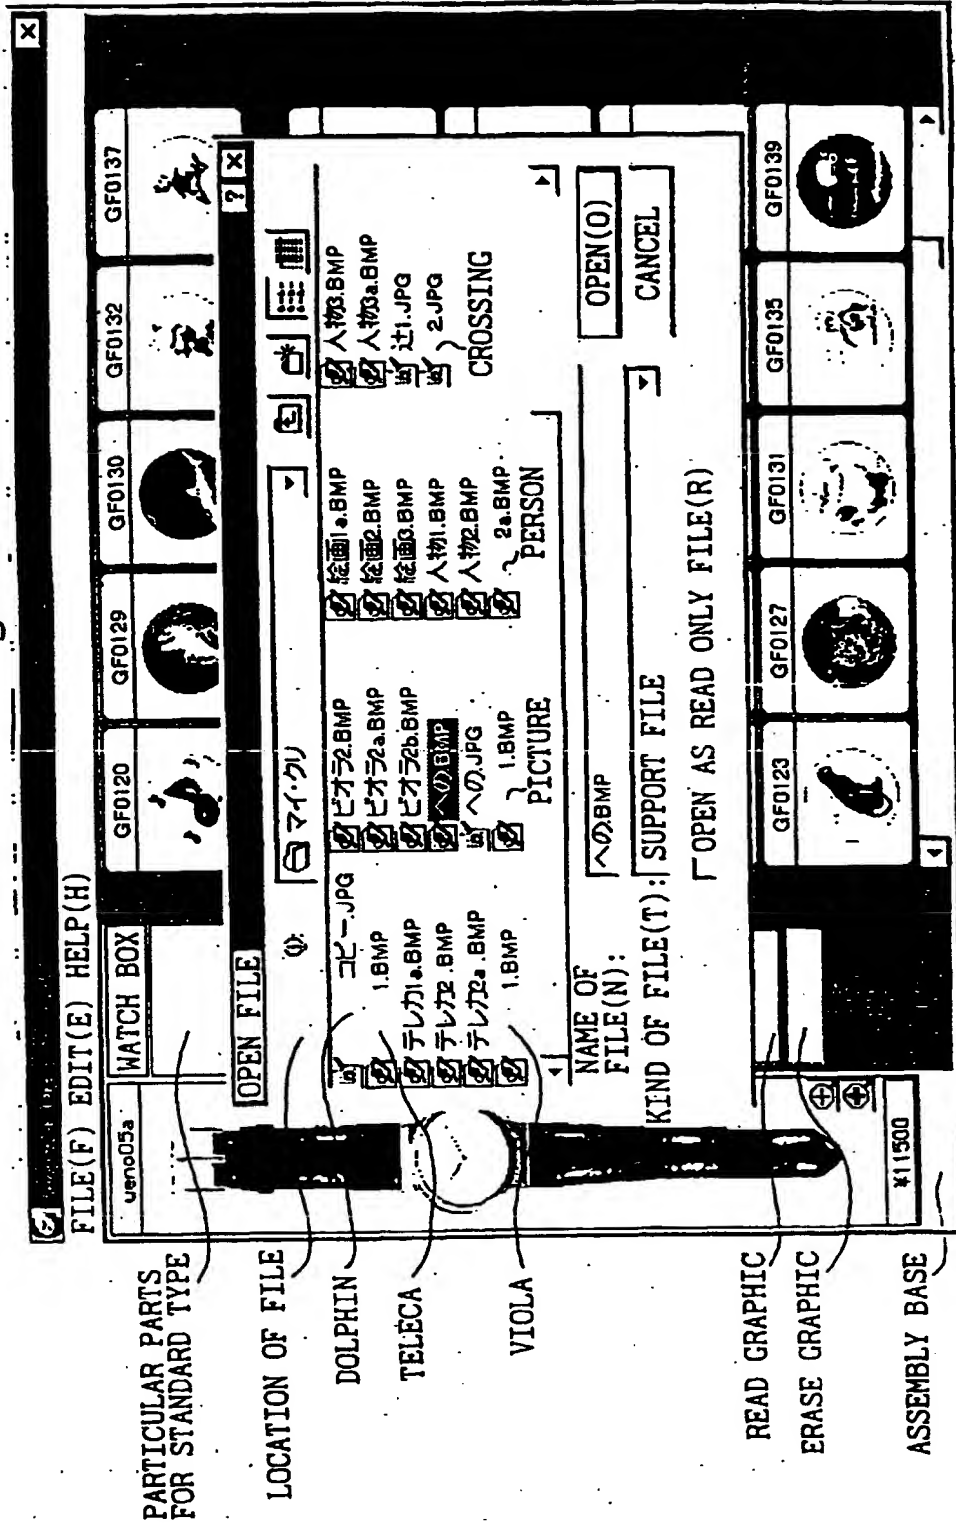 FILE(F) EDIT(E) HELP(H)
ueno05a
WATCH BOX
GF0120
GF0129
GF0130
GF0132
GF0137
OPEN FILE
(I):
マイ・クリ
コピー.JPG
1.BMP
テレカ1a.BMP
テレカ2.BMP
テレカ2a.BMP
1.BMP
ビオラ2.BMP
ビオラ2a.BMP
ビオラ2b.BMP
への.BMP
への.JPG
1.BMP
PICTURE
絵画1a.BMP
絵画2.BMP
絵画3.BMP
人物1.BMP
人物2.BMP
2a.BMP
PERSON
人物3.BMP
人物3a.BMP
辻1.JPG
2.JPG
CROSSING
NAME OF
FILE(N):
への.BMP
OPEN(O)
KIND OF FILE(T):
SUPPORT FILE
CANCEL
OPEN AS READ ONLY FILE(R)
GF0123
GF0127
GF0131
GF0135
GF0139
¥11500
PARTICULAR PARTS
FOR STANDARD TYPE
LOCATION OF FILE
DOLPHIN
TELECA
VIOLA
READ GRAPHIC
ERASE GRAPHIC
ASSEMBLY BASE